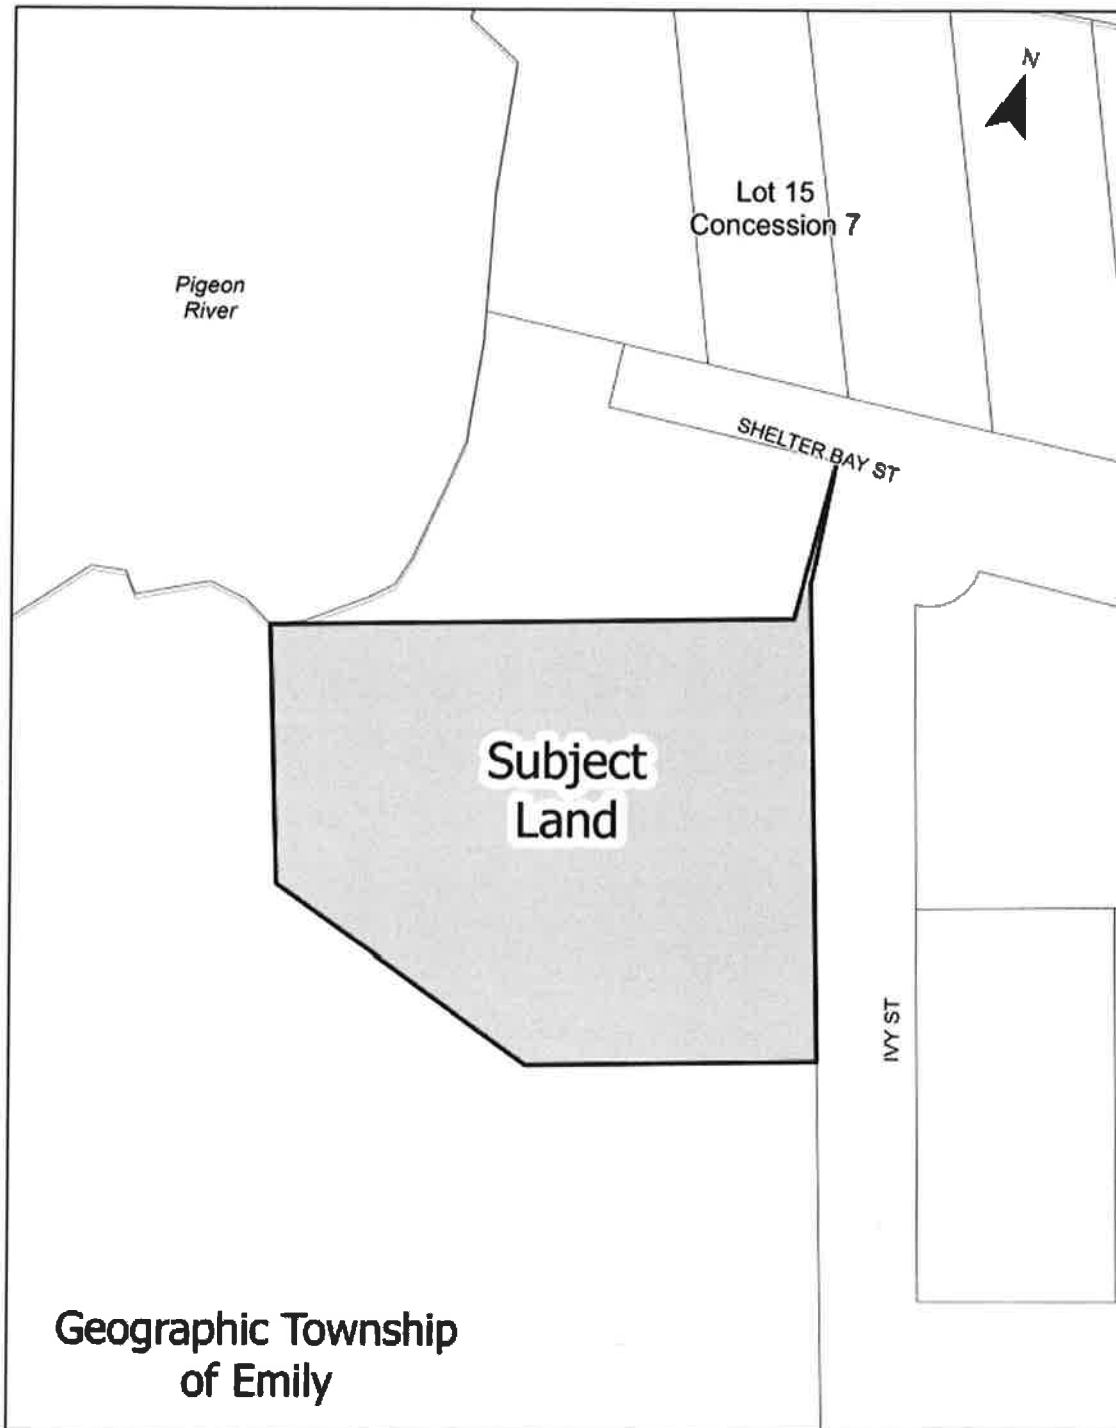 N
Lot 15
Concession 7
Pigeon
River
SHELTER BAY ST
Subject
Land
IVY ST
Geographic Township
of Emily